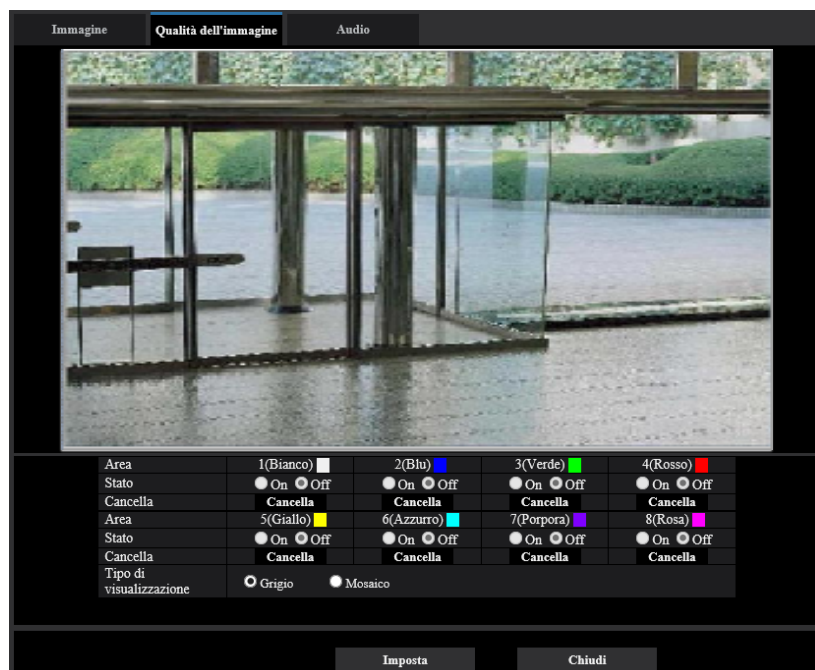 Immagine Qualità dell'immagine Audio
Area 1(Bianco) 2(Blu) 3(Verde) 4(Rosso)
Stato On Off On Off On Off On Off
Cancella Cancella Cancella Cancella Cancella
Area 5(Giallo) 6(Azzurro) 7(Porpora) 8(Rosa)
Stato On Off On Off On Off On Off
Cancella Cancella Cancella Cancella Cancella
Tipo di
visualizzazione Grigio Mosaico
Imposta Chiudi